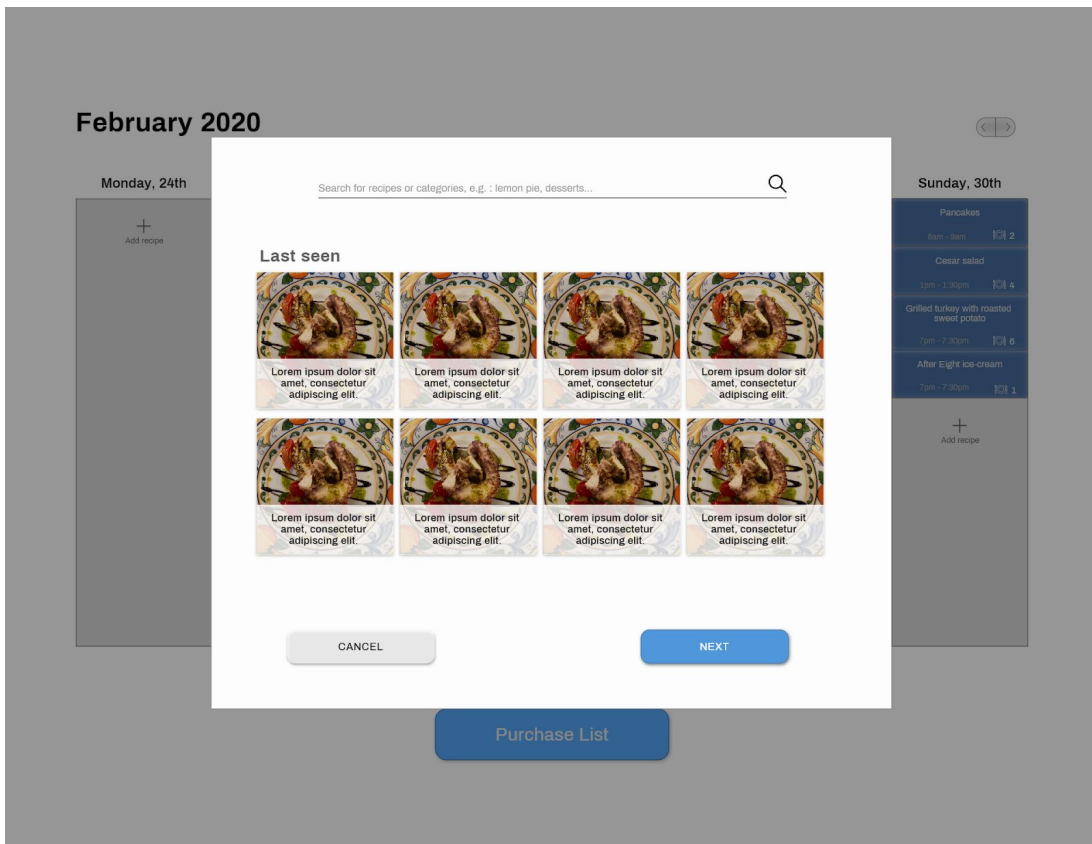 February 2020
Monday, 24th
Sunday, 30th
Add recipe
Search for recipes or categories, e.g. : lemon pie, desserts...
Last seen
Lorem ipsum dolor sit
amet, consectetur
adipiscing elit.
Lorem ipsum dolor sit
amet, consectetur
adipiscing elit.
Lorem ipsum dolor sit
amet, consectetur
adipiscing elit.
Lorem ipsum dolor sit
amet, consectetur
adipiscing elit.
Lorem ipsum dolor sit
amet, consectetur
adipiscing elit.
Lorem ipsum dolor sit
amet, consectetur
adipiscing elit.
Lorem ipsum dolor sit
amet, consectetur
adipiscing elit.
Lorem ipsum dolor sit
amet, consectetur
adipiscing elit.
CANCEL
NEXT
Pancakes
8am - 9am 2
Cesar salad
1pm - 1.30pm 4
Grilled turkey with roasted
sweet potato
7pm - 7.30pm 6
After Eight ice-cream
7pm - 7.30pm 1
Add recipe
Purchase List